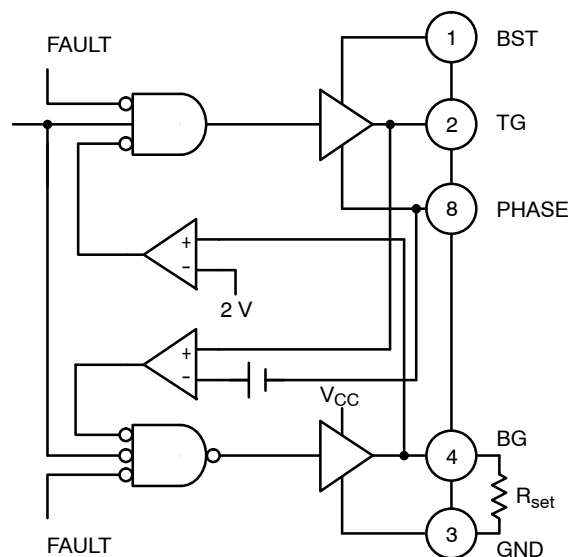 FAULT
1
BST
2
TG
8
PHASE
+
−
2 V
+
−
VCC
BG
4
Rset
3
GND
FAULT